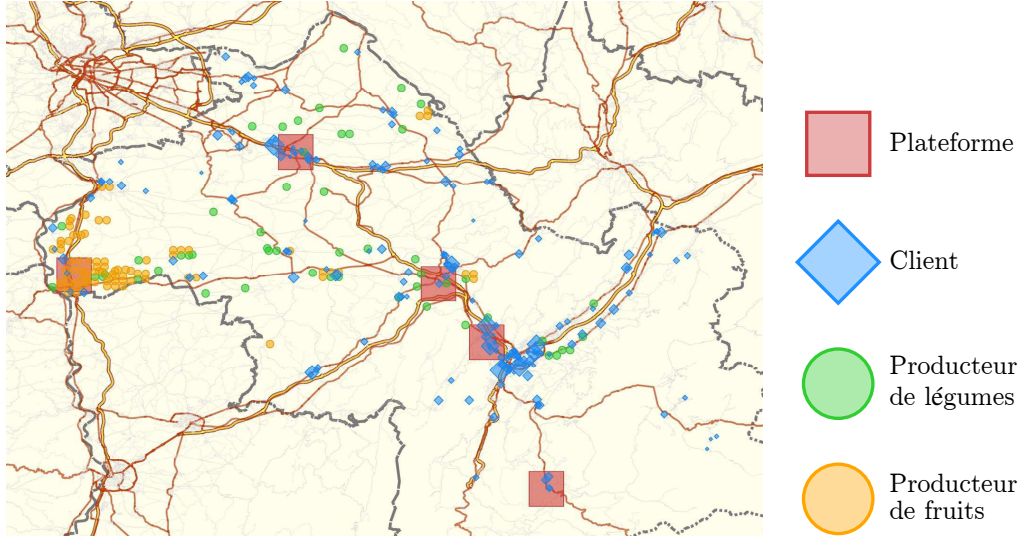 Plateforme
Client
Producteur
de légumes
Producteur
de fruits